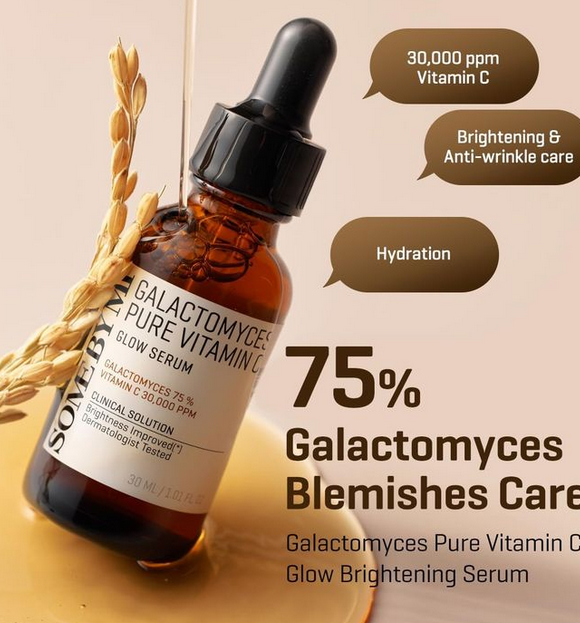 30,000 ppm
Vitamin C
Brightening &
Anti-wrinkle care
Hydration
SOME BY MI
GALACTOMYCES
PURE VITAMIN C
GLOW SERUM
GALACTOMYCES 75 %
VITAMIN C 30,000 PPM
CLINICAL SOLUTION
Brightness Improved(*)
Dermatologist Tested
30 ML / 1.01 FL.OZ
75%
Galactomyces
Blemishes Care
Galactomyces Pure Vitamin C
Glow Brightening Serum